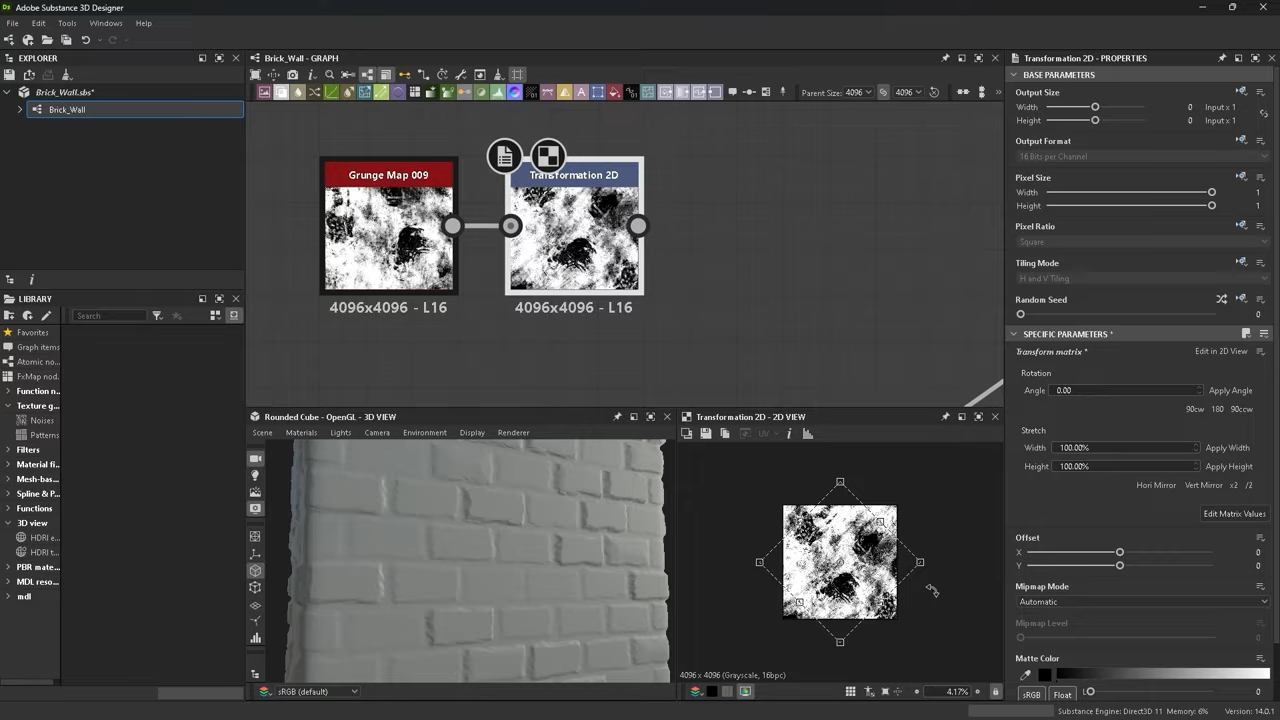 Adobe Substance 3D Designer
File Edit Tools Windows Help
EXPLORER
Brick_Wall.sbs*
Brick_Wall
LIBRARY
Search
Favorites
Graph items
Atomic no...
FxMap nod...
Function n...
Texture g...
Noises
Patterns
Filters
Material fi...
Mesh-bas...
Spline & P...
Functions
3D view
HDRI e...
HDRI t...
PBR mate...
MDL reso...
mdl
Brick_Wall - GRAPH
Parent Size: 4096 4096
Grunge Map 009
4096x4096 - L16
Transformation 2D
4096x4096 - L16
Rounded Cube - OpenGL - 3D VIEW
Scene Materials Lights Camera Environment Display Renderer
sRGB (default)
Transformation 2D - 2D VIEW
UV
4096 x 4096 (Grayscale, 16bpc)
4.17%
Transformation 2D - PROPERTIES
BASE PARAMETERS
Output Size
Width 0 Input x 1
Height 0 Input x 1
Output Format
16 Bits per Channel
Pixel Size
Width 1
Height 1
Pixel Ratio
Square
Tiling Mode
H and V Tiling
Random Seed
0
SPECIFIC PARAMETERS *
Transform matrix * Edit in 2D View
Rotation
Angle 0.00 Apply Angle
90cw 180 90ccw
Stretch
Width 100.00% Apply Width
Height 100.00% Apply Height
Hori Mirror Vert Mirror x2 /2
Edit Matrix Values
Offset
X 0
Y 0
Mipmap Mode
Automatic
Mipmap Level
0
Matte Color
sRGB Float L 0
Substance Engine: Direct3D 11 Memory: 6% Version: 14.0.1